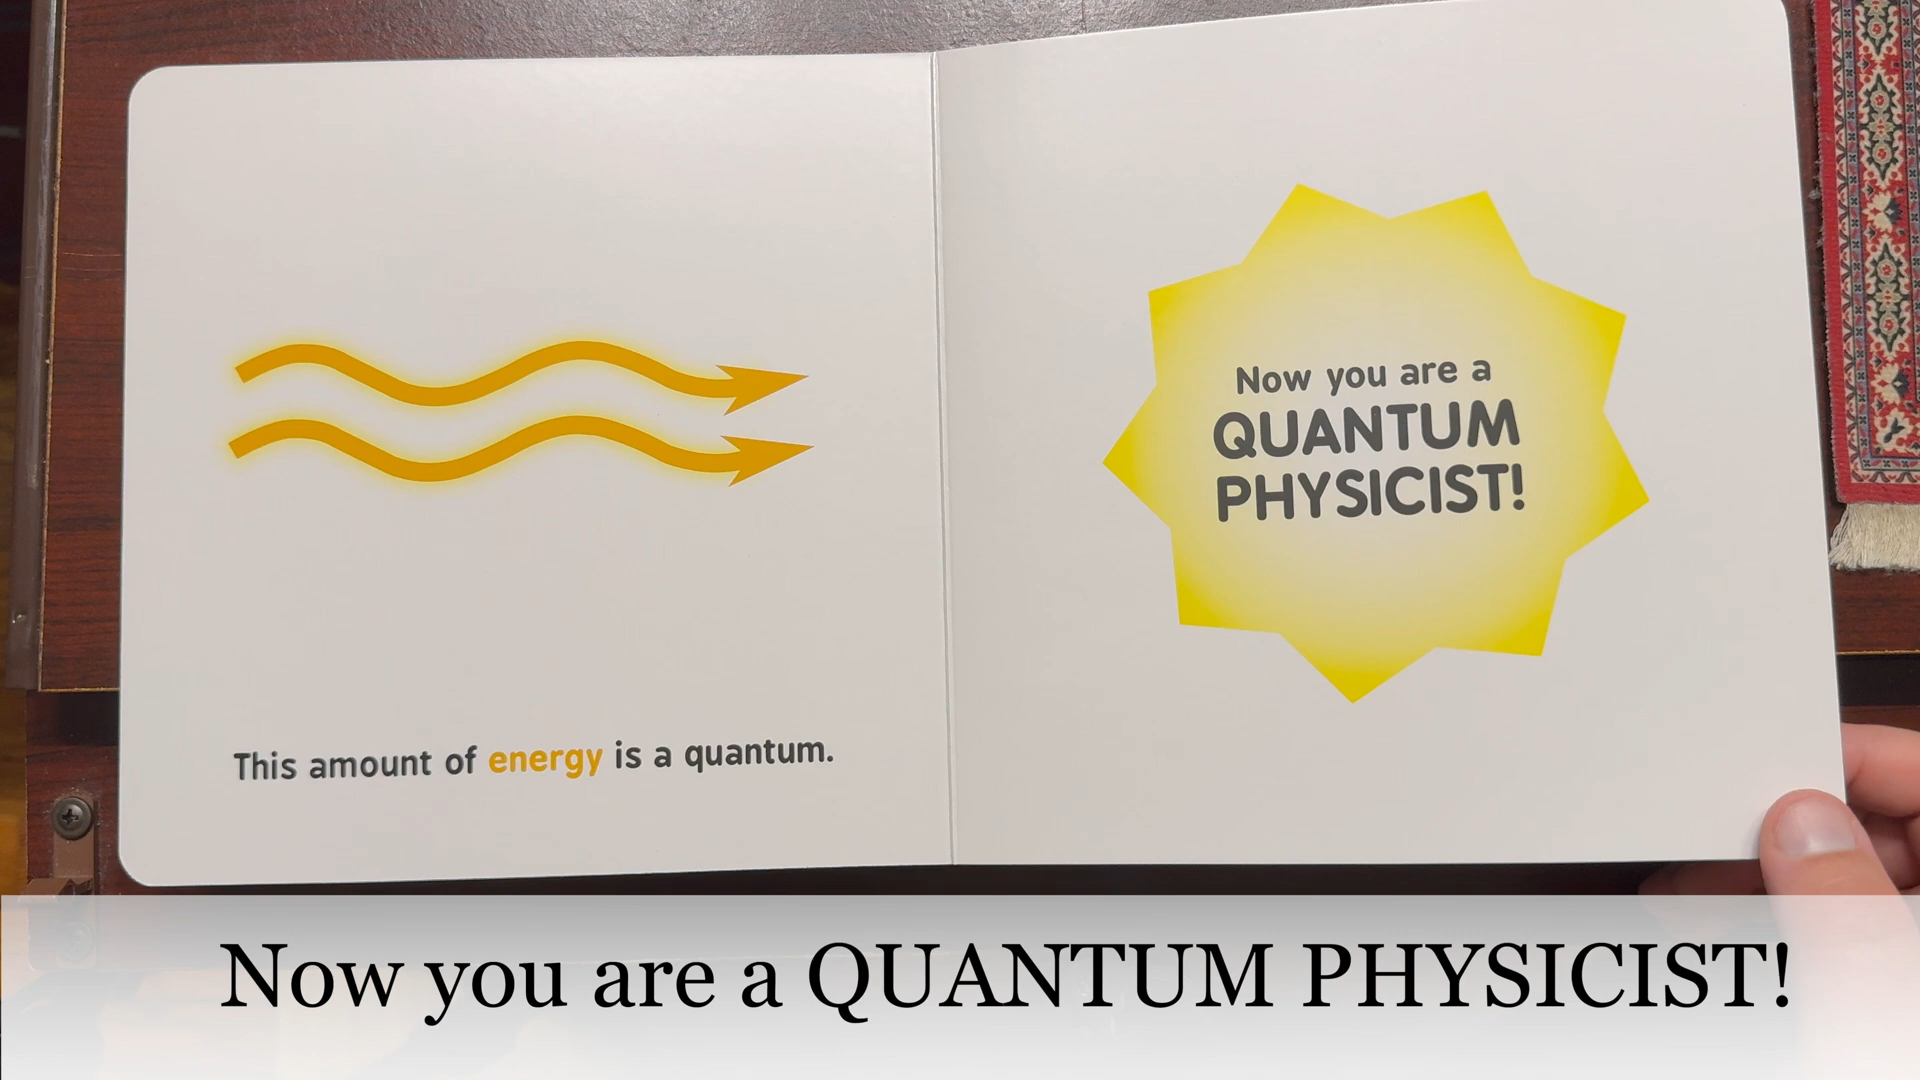 This amount of energy is a quantum.
Now you are a
QUANTUM
PHYSICIST!
Now you are a QUANTUM PHYSICIST!